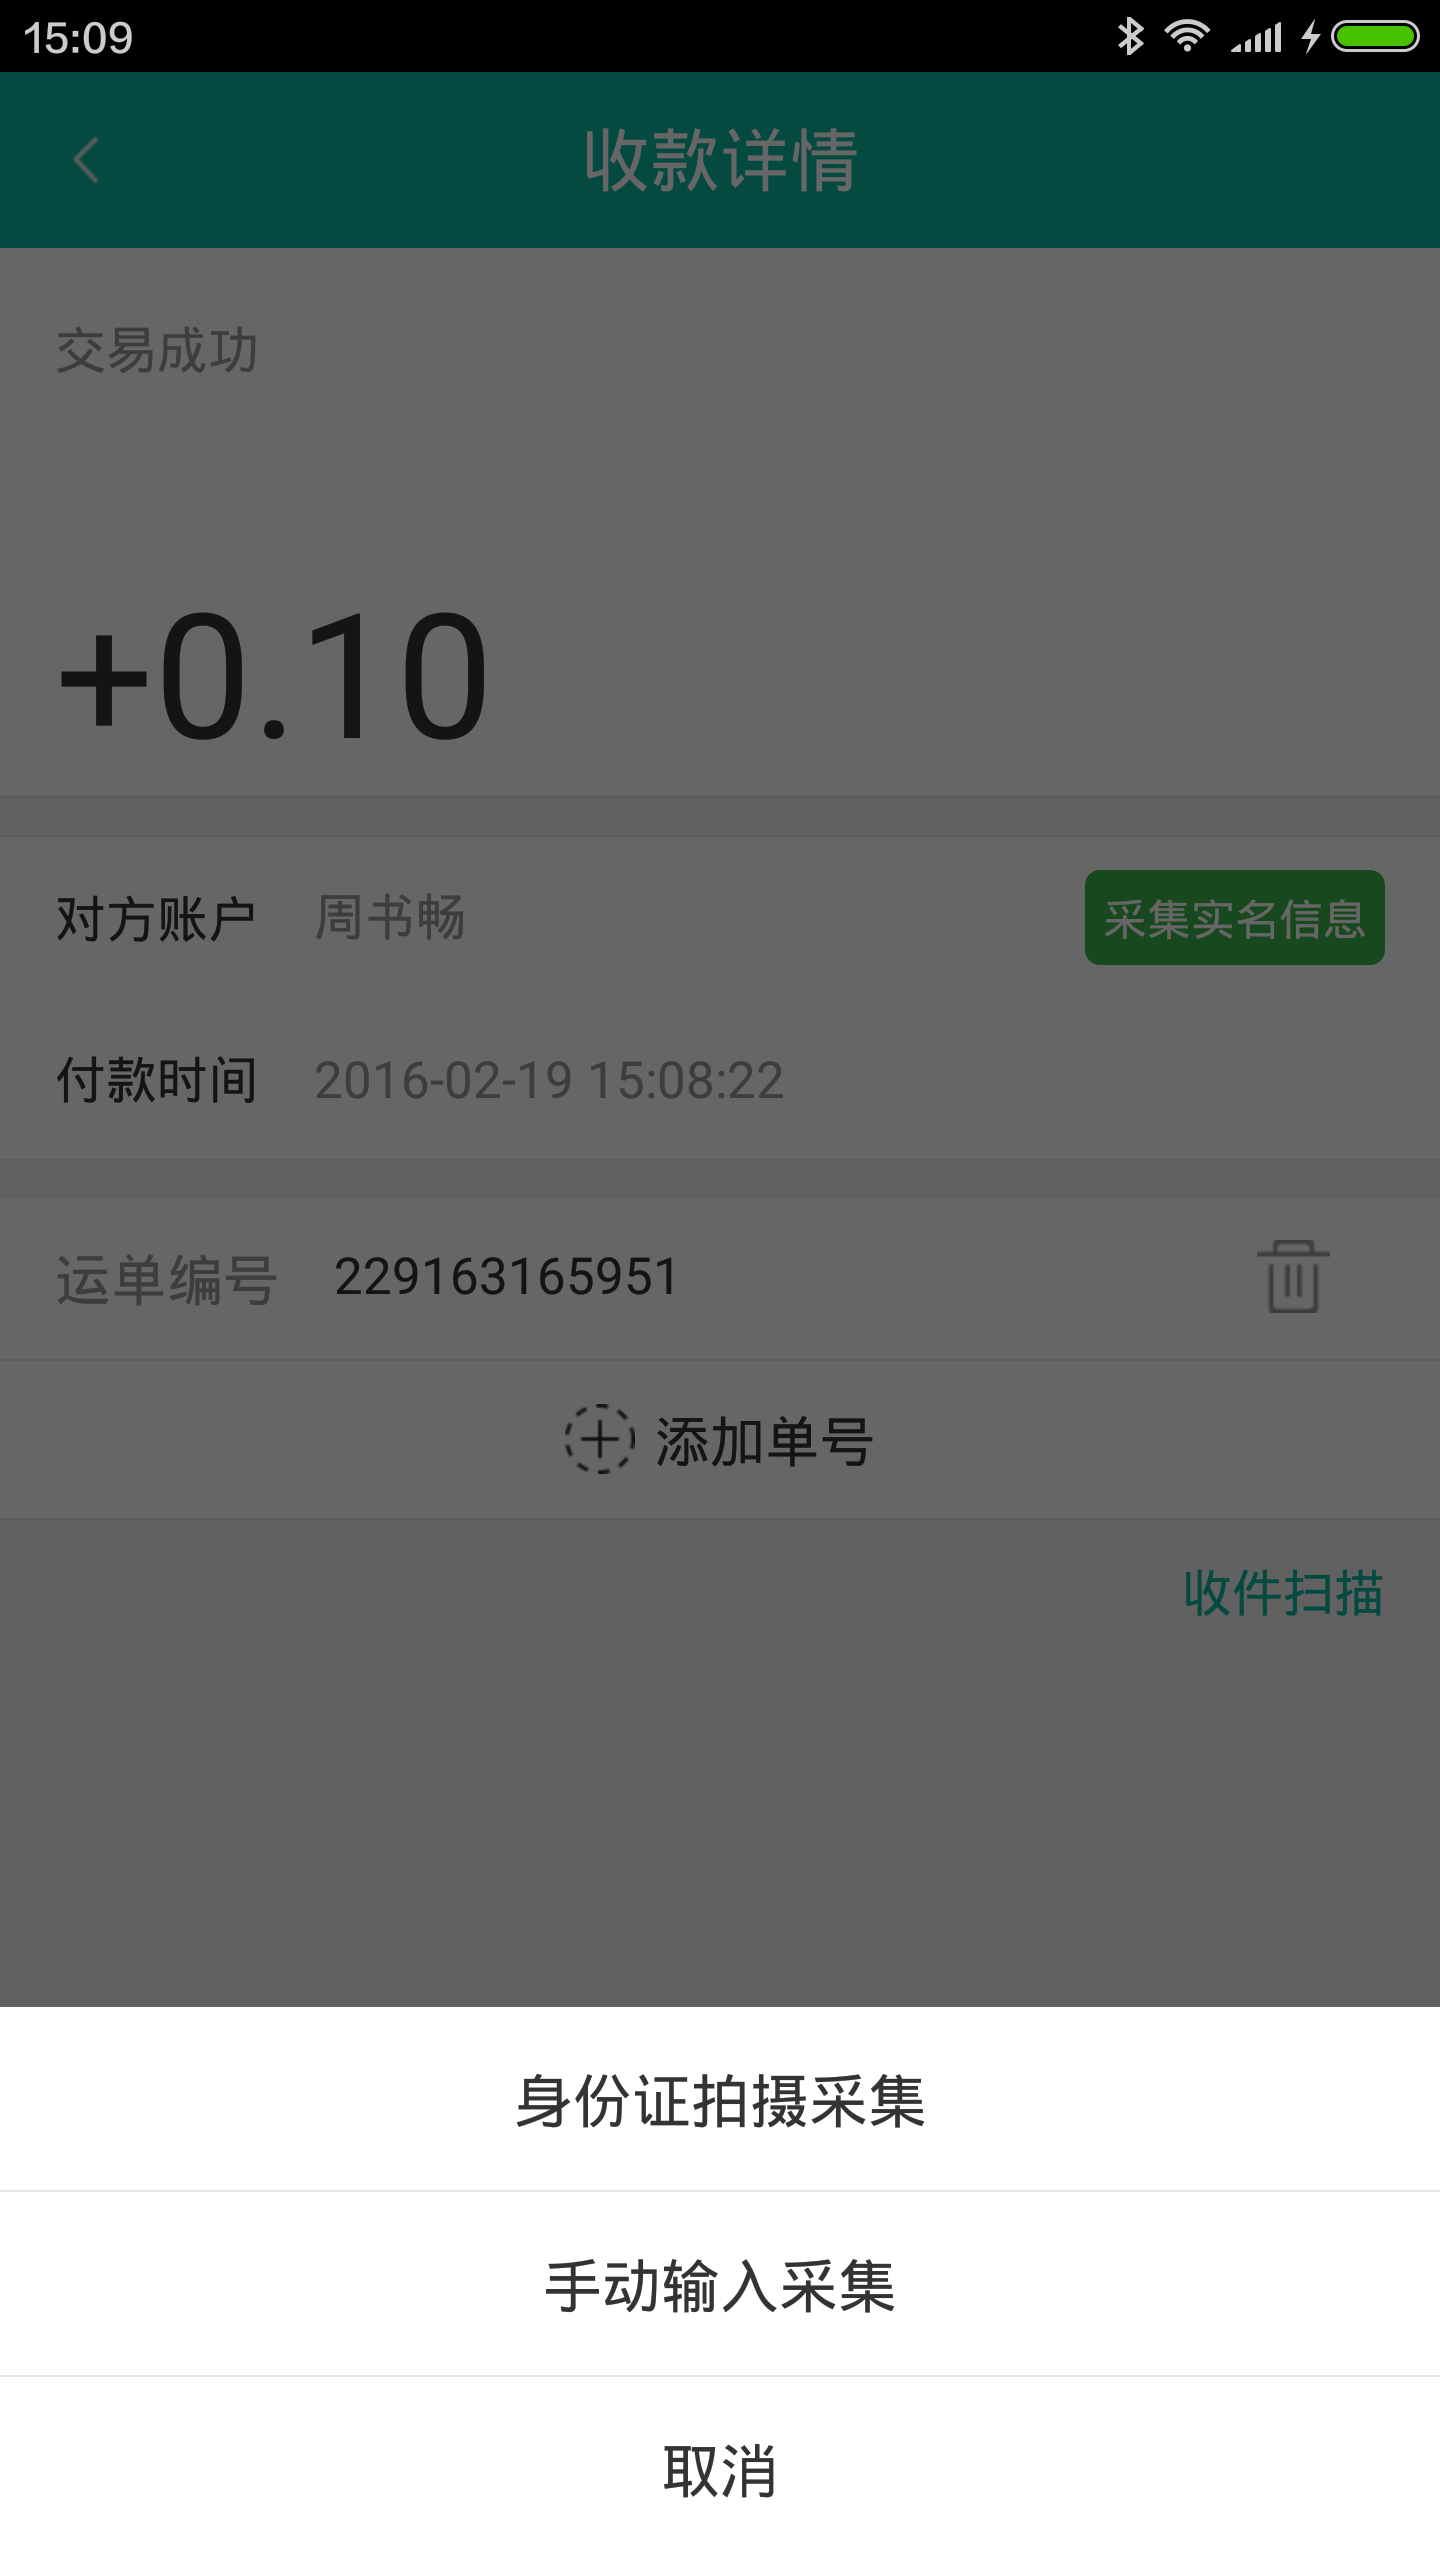 15:09
收款详情
交易成功
+0.10
对方账户 周书畅 采集实名信息
付款时间 2016-02-19 15:08:22
运单编号 229163165951
添加单号
收件扫描
身份证拍摄采集
手动输入采集
取消